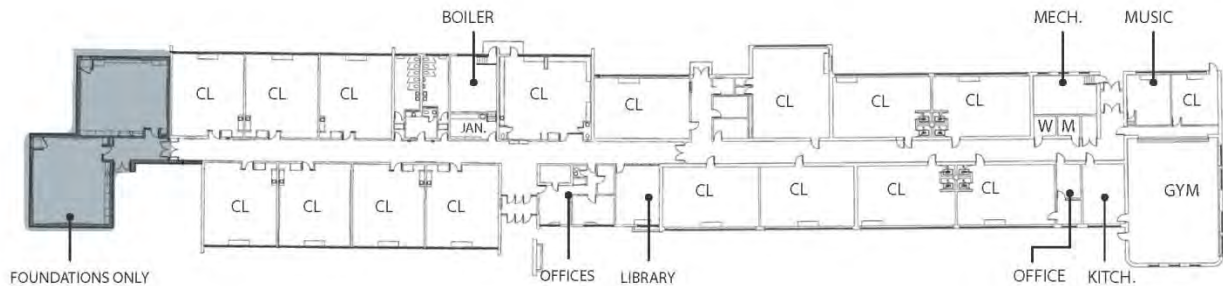 BOILER
MECH.
MUSIC
CL
CL
CL
CL
CL
CL
CL
CL
CL
JAN.
W
M
CL
CL
CL
CL
CL
CL
CL
CL
GYM
FOUNDATIONS ONLY
OFFICES
LIBRARY
OFFICE
KITCH.